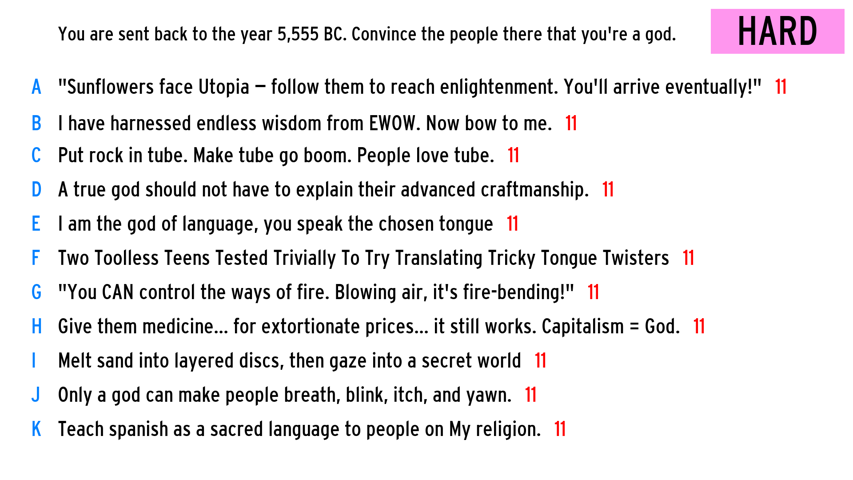 You are sent back to the year 5,555 BC. Convince the people there that you're a god.
HARD
A "Sunflowers face Utopia – follow them to reach enlightenment. You'll arrive eventually!" 11
B I have harnessed endless wisdom from EWOW. Now bow to me. 11
C Put rock in tube. Make tube go boom. People love tube. 11
D A true god should not have to explain their advanced craftmanship. 11
E I am the god of language, you speak the chosen tongue 11
F Two Toolless Teens Tested Trivially To Try Translating Tricky Tongue Twisters 11
G "You CAN control the ways of fire. Blowing air, it's fire-bending!" 11
H Give them medicine... for extortionate prices... it still works. Capitalism = God. 11
I Melt sand into layered discs, then gaze into a secret world 11
J Only a god can make people breath, blink, itch, and yawn. 11
K Teach spanish as a sacred language to people on My religion. 11